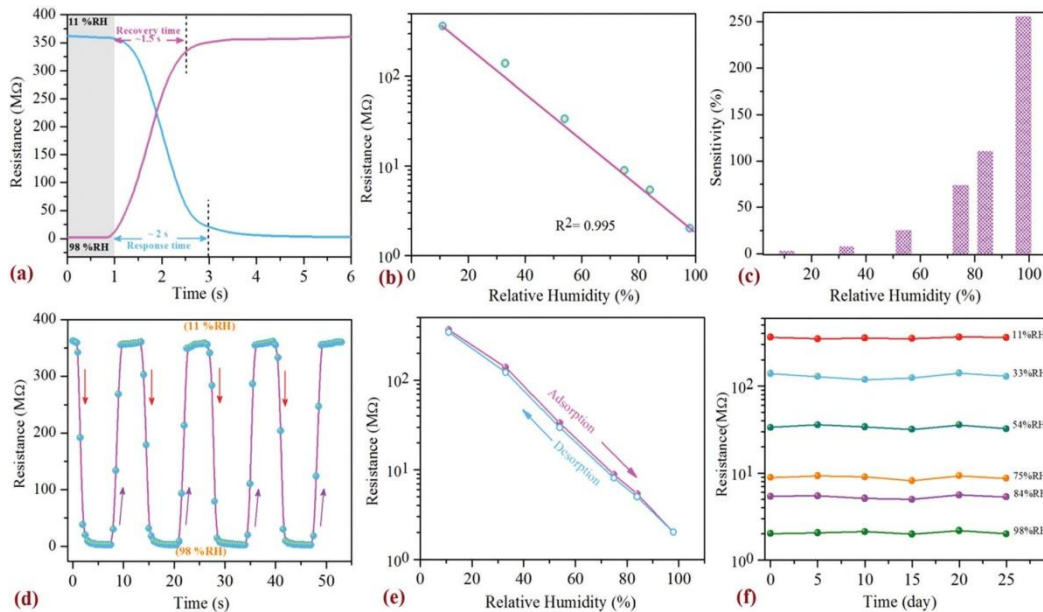 11 %RH
Recovery time
~1.5 s
400
350
300
250
200
150
100
50
0
Resistance (MΩ)
98 %RH
~ 2 s
Response time
0 1 2 3 4 5 6
Time (s)
(a)
10²
10¹
10⁰
Resistance (MΩ)
R²= 0.995
0 20 40 60 80 100
Relative Humidity (%)
(b)
250
200
150
100
50
0
Sensitivity (%)
20 40 60 80 100
Relative Humidity (%)
(c)
400
350
300
250
200
150
100
50
0
Resistance (MΩ)
(11 %RH)
(98 %RH)
0 10 20 30 40 50
Time (s)
(d)
10²
10¹
10⁰
Resistance (MΩ)
Adsorption
Desorption
0 20 40 60 80 100
Relative Humidity (%)
(e)
10²
10¹
10⁰
Resistance(MΩ)
11%RH
33%RH
54%RH
75%RH
84%RH
98%RH
0 5 10 15 20 25
Time (day)
(f)